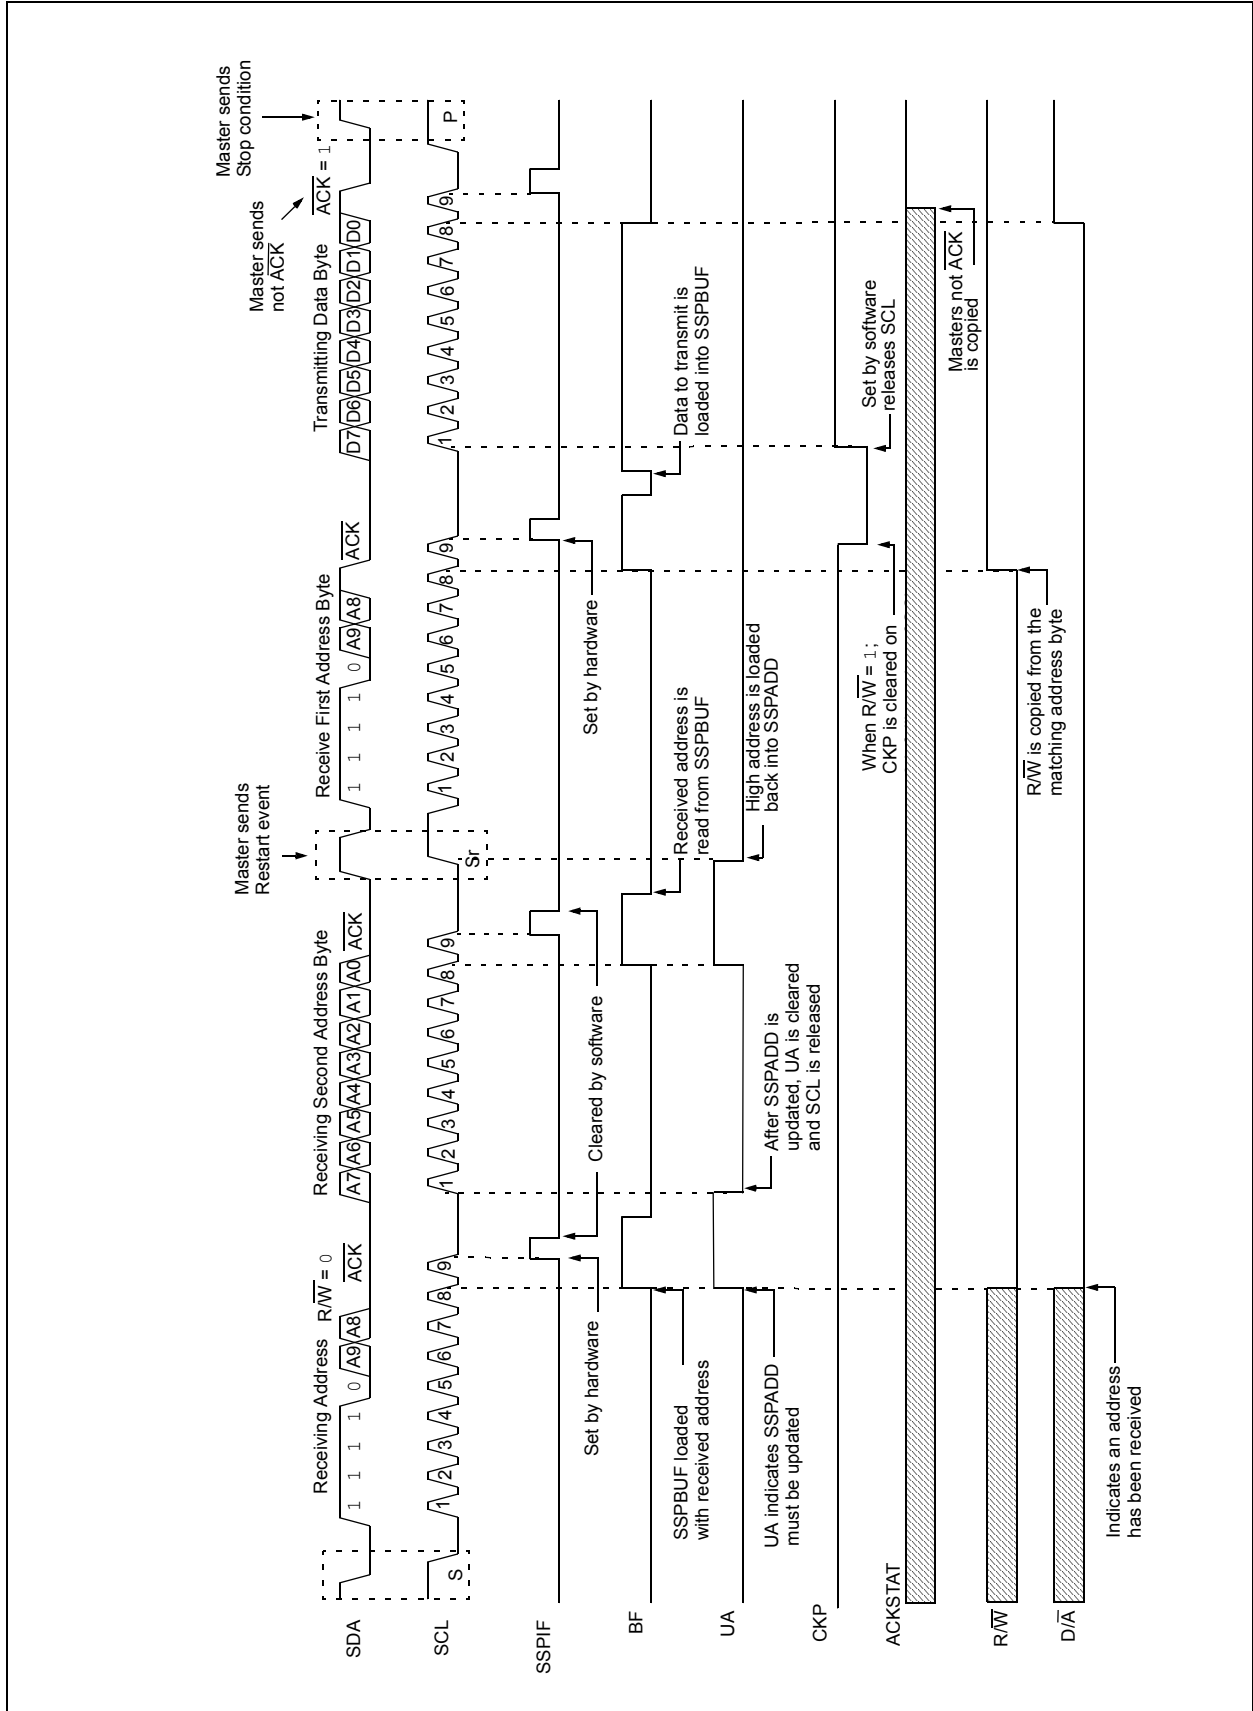 Master sends
Stop condition
Master sends
not ACK
Master sends
Restart event
Receiving Address R/W = 0
ACK
Receiving Second Address Byte
ACK
Receive First Address Byte
ACK
Transmitting Data Byte
ACK = 1
SDA
1 1 1 1 0 A9 A8
A7 A6 A5 A4 A3 A2 A1 A0
1 1 1 1 0 A9 A8
D7 D6 D5 D4 D3 D2 D1 D0
SCL
S
1 2 3 4 5 6 7 8 9
1 2 3 4 5 6 7 8 9
Sr
1 2 3 4 5 6 7 8 9
1 2 3 4 5 6 7 8 9
P
SSPIF
Set by hardware
Cleared by software
Set by hardware
BF
SSPBUF loaded
with received address
Received address is
read from SSPBUF
Data to transmit is
loaded into SSPBUF
UA
UA indicates SSPADD
must be updated
After SSPADD is
updated, UA is cleared
and SCL is released
High address is loaded
back into SSPADD
CKP
When R/W = 1;
CKP is cleared on
Set by software
releases SCL
ACKSTAT
Masters not ACK
is copied
R/W
R/W is copied from the
matching address byte
D/A
Indicates an address
has been received